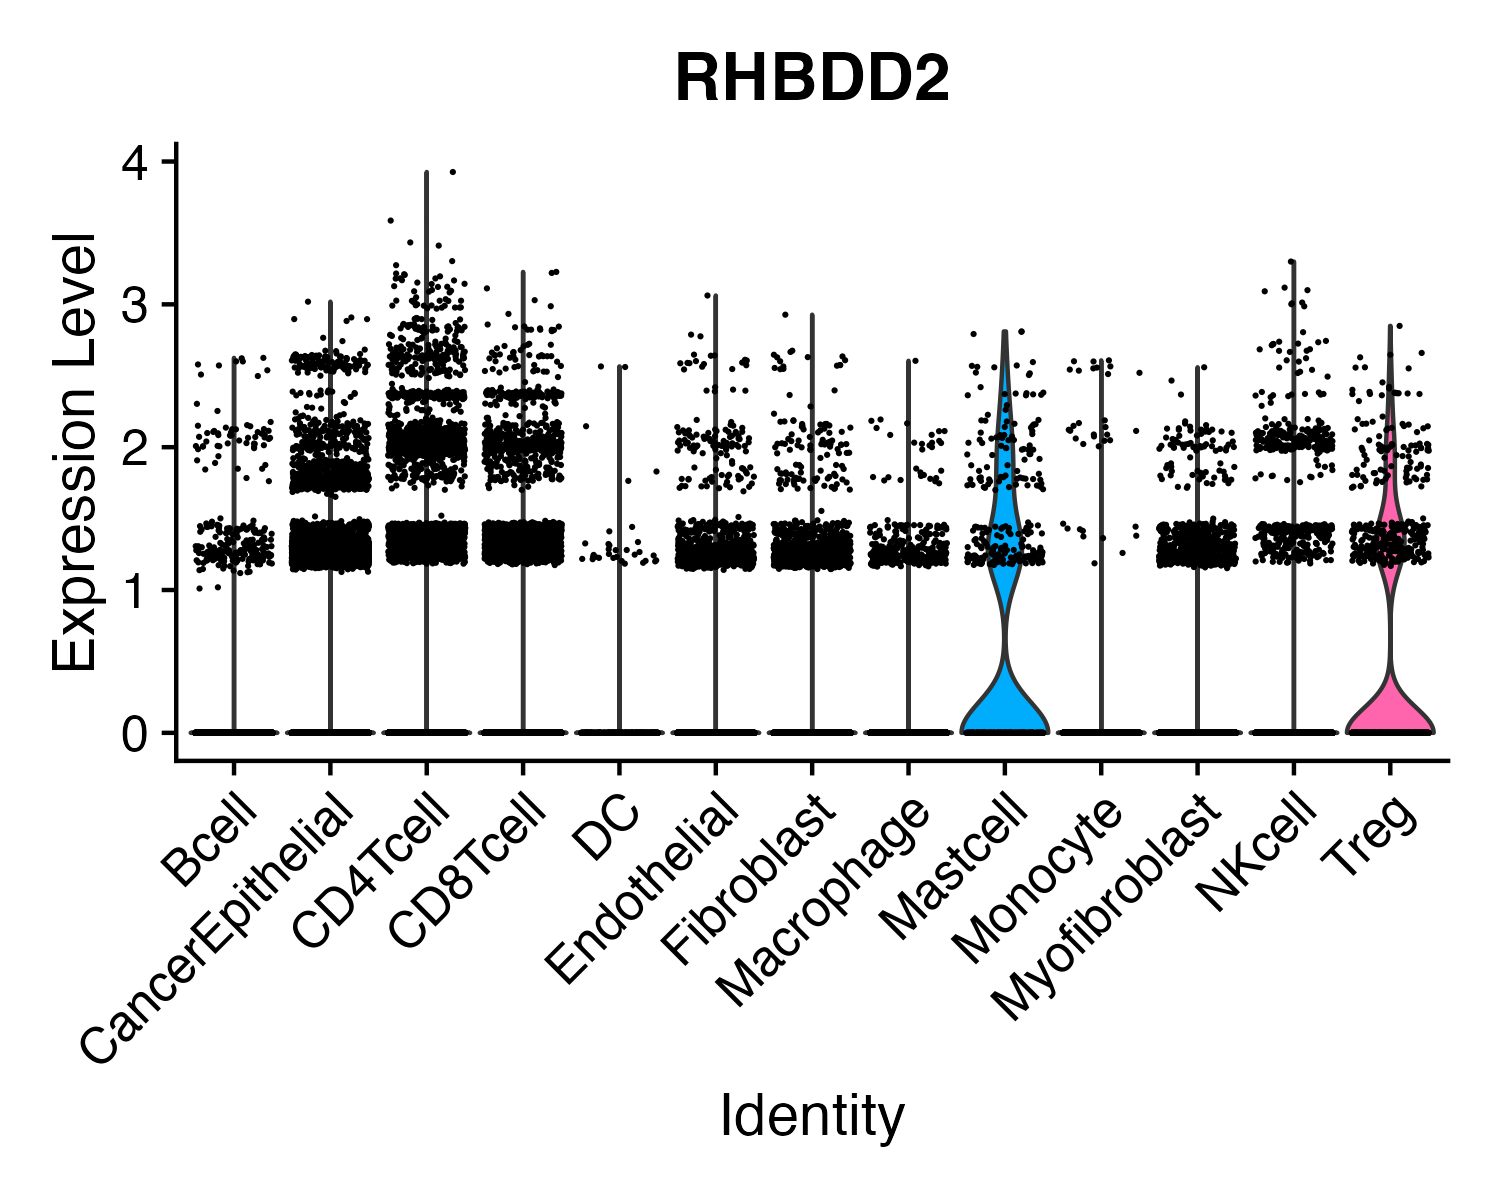 RHBDD2
Expression Level
4
3
2
1
0
Bcell
CancerEpithelial
CD4Tcell
CD8Tcell
DC
Endothelial
Fibroblast
Macrophage
Mastcell
Monocyte
Myofibroblast
NKcell
Treg
Identity